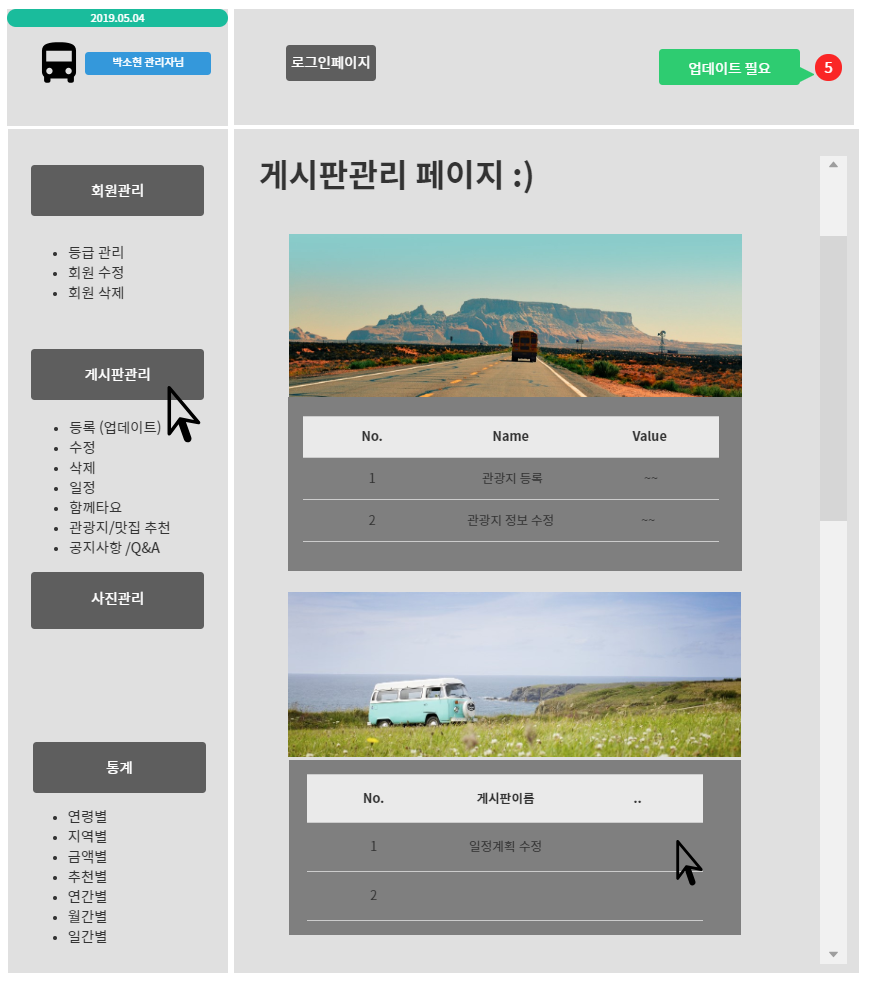 2019.05.04
박소현 관리자님
로그인페이지
업데이트 필요
5
회원관리
등급 관리
회원 수정
회원 삭제
게시판관리
등록 (업데이트)
수정
삭제
일정
함께타요
관광지/맛집 추천
공지사항 /Q&A
사진관리
통계
연령별
지역별
금액별
추천별
연간별
월간별
일간별
게시판관리 페이지 :)
No. Name Value
1 관광지 등록 ~~
2 관광지 정보 수정 ~~
No. 게시판이름 ..
1 일정계획 수정
2